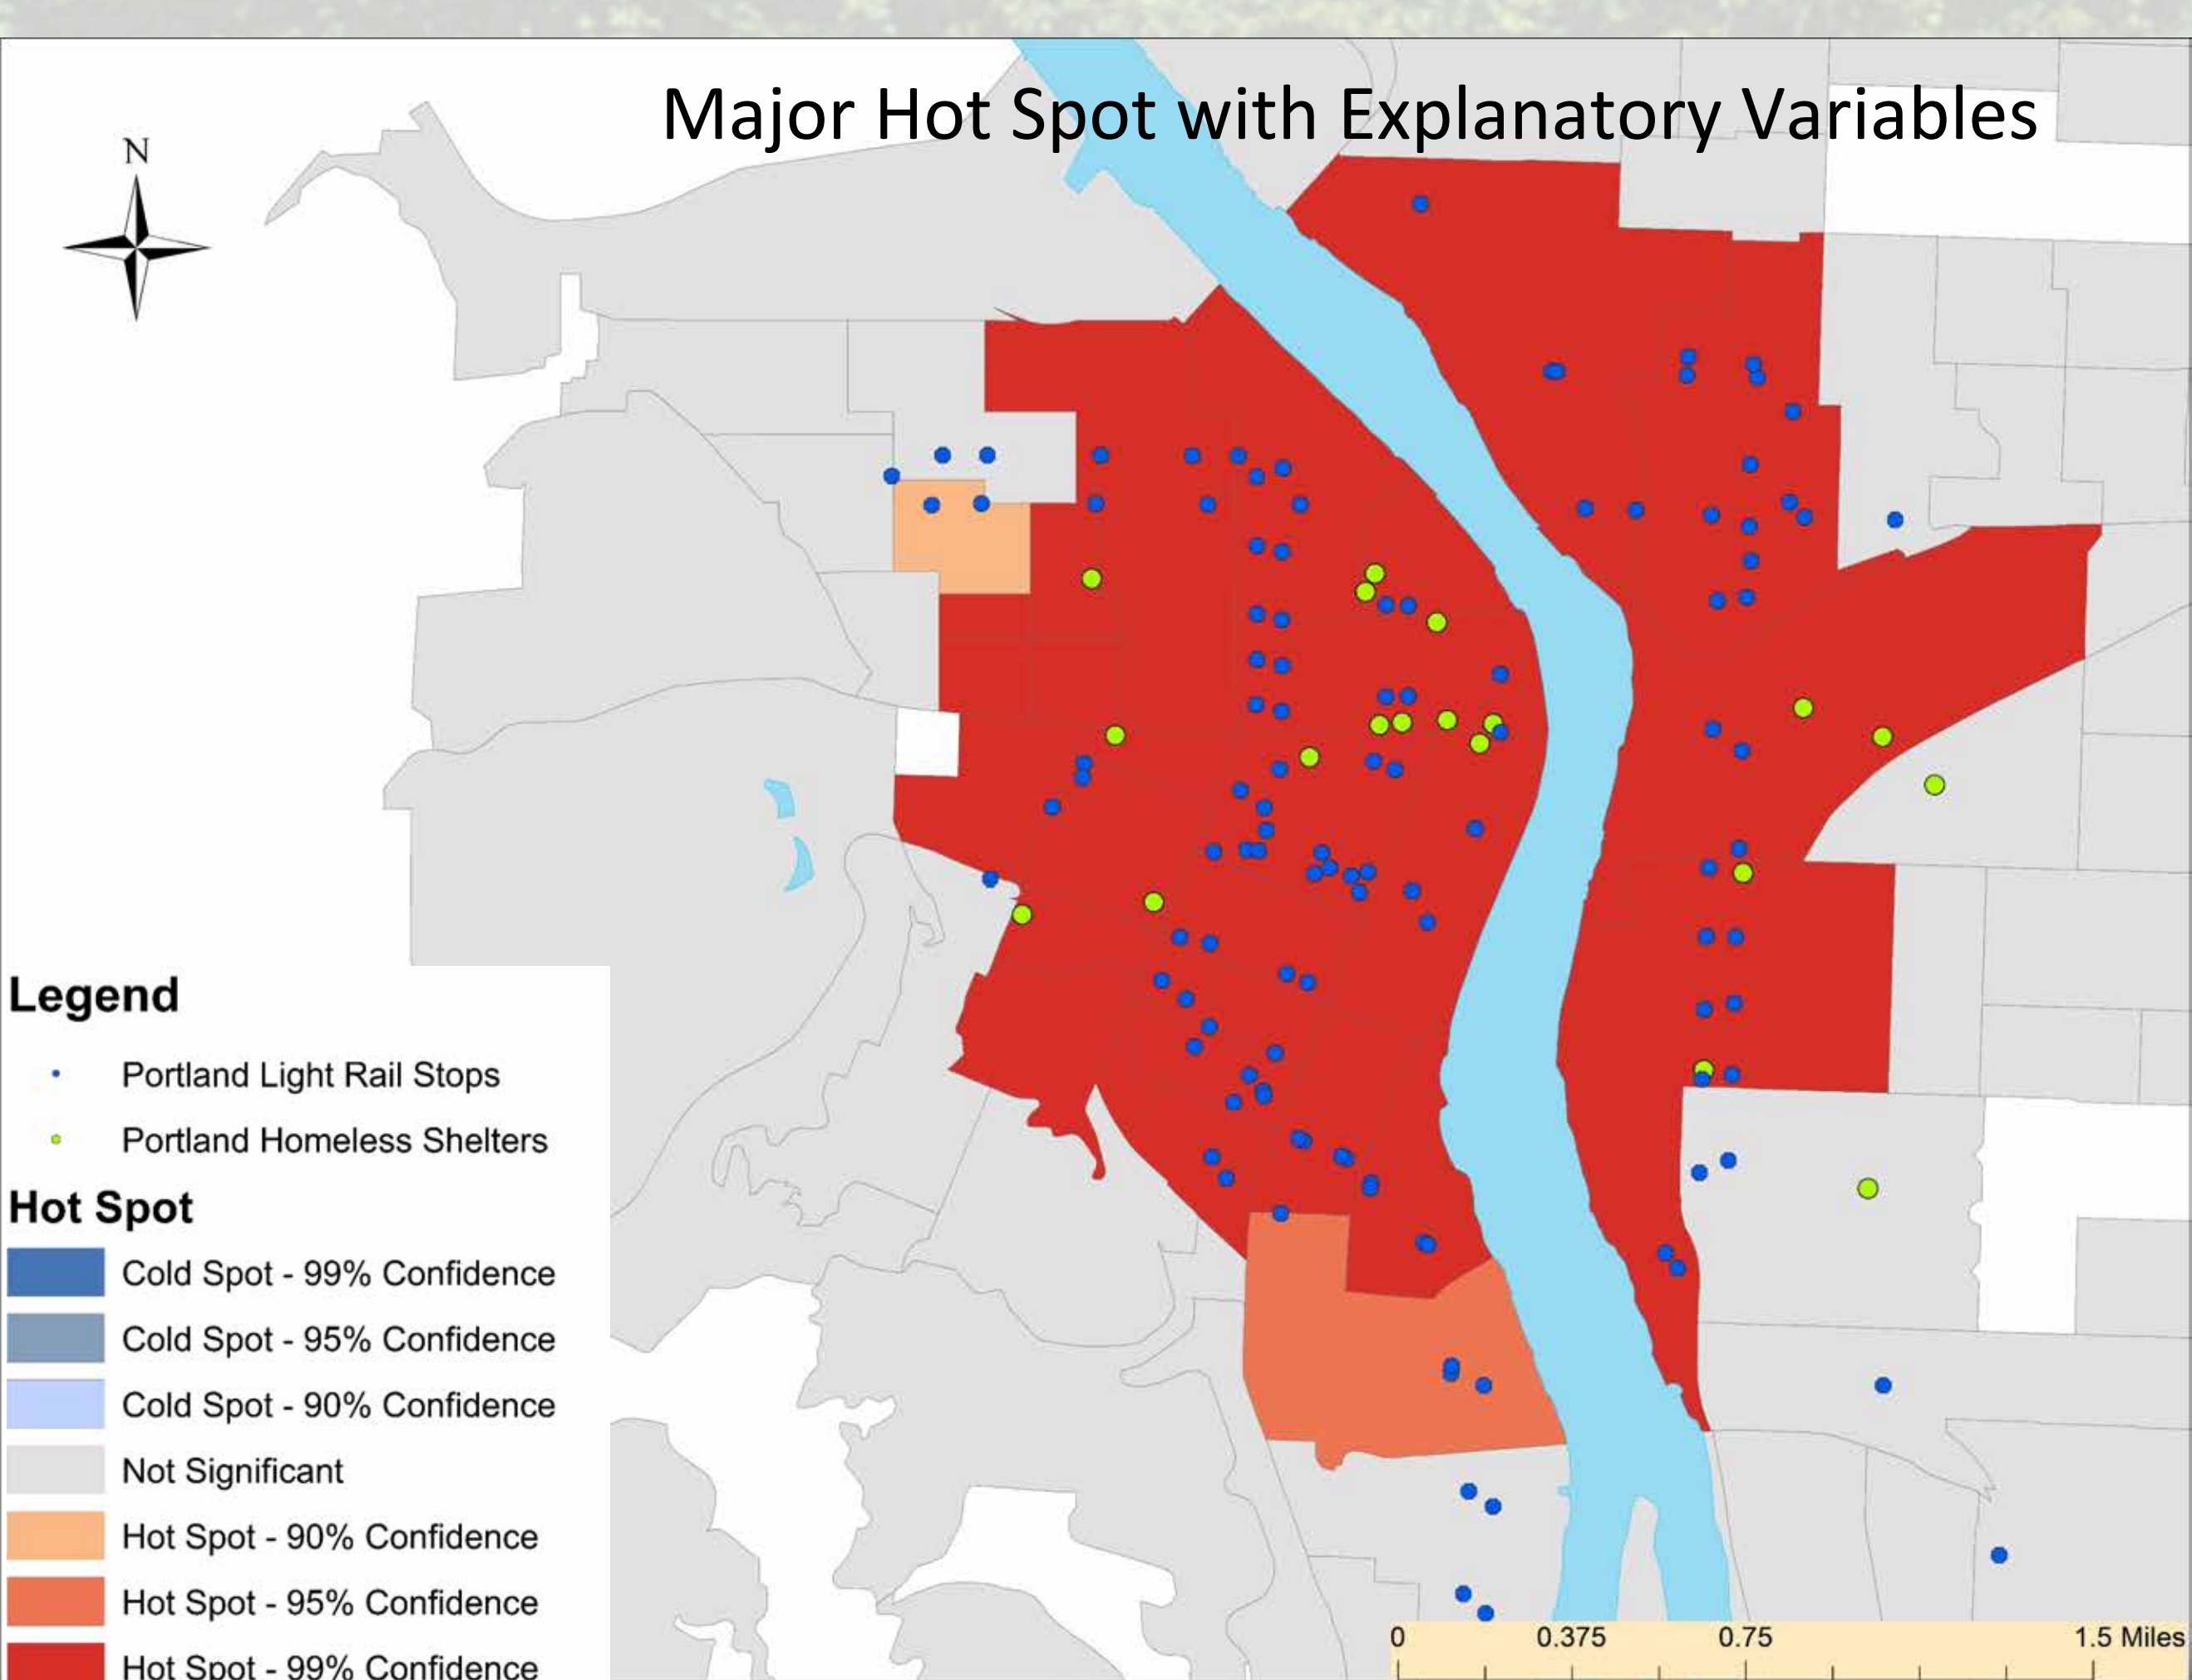 Major Hot Spot with Explanatory Variables
N
Legend
Portland Light Rail Stops
Portland Homeless Shelters
Hot Spot
Cold Spot - 99% Confidence
Cold Spot - 95% Confidence
Cold Spot - 90% Confidence
Not Significant
Hot Spot - 90% Confidence
Hot Spot - 95% Confidence
Hot Spot - 99% Confidence
0 0.375 0.75 1.5 Miles